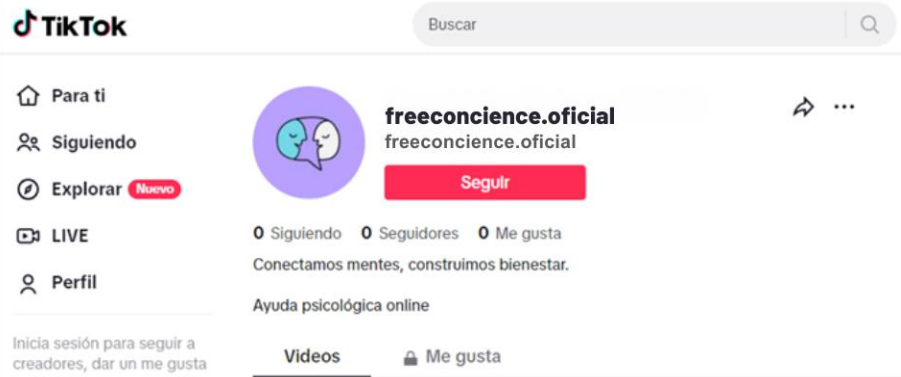 TikTok
Buscar
Para ti
Siguiendo
Explorar Nuevo
LIVE
Perfil
Inicia sesión para seguir a
creadores, dar un me gusta
freeconcience.oficial
freeconcience.oficial
Seguir
0 Siguiendo 0 Seguidores 0 Me gusta
Conectamos mentes, construimos bienestar.
Ayuda psicológica online
Videos Me gusta